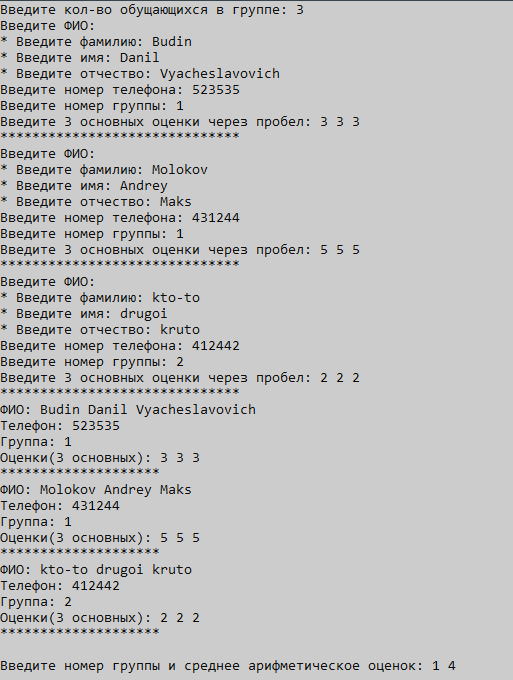 Введите кол-во обущающихся в группе: 3
Введите ФИО:
* Введите фамилию: Budin
* Введите имя: Danil
* Введите отчество: Vyacheslavovich
Введите номер телефона: 523535
Введите номер группы: 1
Введите 3 основных оценки через пробел: 3 3 3
******************************
Введите ФИО:
* Введите фамилию: Molokov
* Введите имя: Andrey
* Введите отчество: Maks
Введите номер телефона: 431244
Введите номер группы: 1
Введите 3 основных оценки через пробел: 5 5 5
******************************
Введите ФИО:
* Введите фамилию: kto-to
* Введите имя: drugoi
* Введите отчество: kruto
Введите номер телефона: 412442
Введите номер группы: 2
Введите 3 основных оценки через пробел: 2 2 2
******************************
ФИО: Budin Danil Vyacheslavovich
Телефон: 523535
Группа: 1
Оценки(3 основных): 3 3 3
********************
ФИО: Molokov Andrey Maks
Телефон: 431244
Группа: 1
Оценки(3 основных): 5 5 5
********************
ФИО: kto-to drugoi kruto
Телефон: 412442
Группа: 2
Оценки(3 основных): 2 2 2
********************
Введите номер группы и среднее арифметическое оценок: 1 4